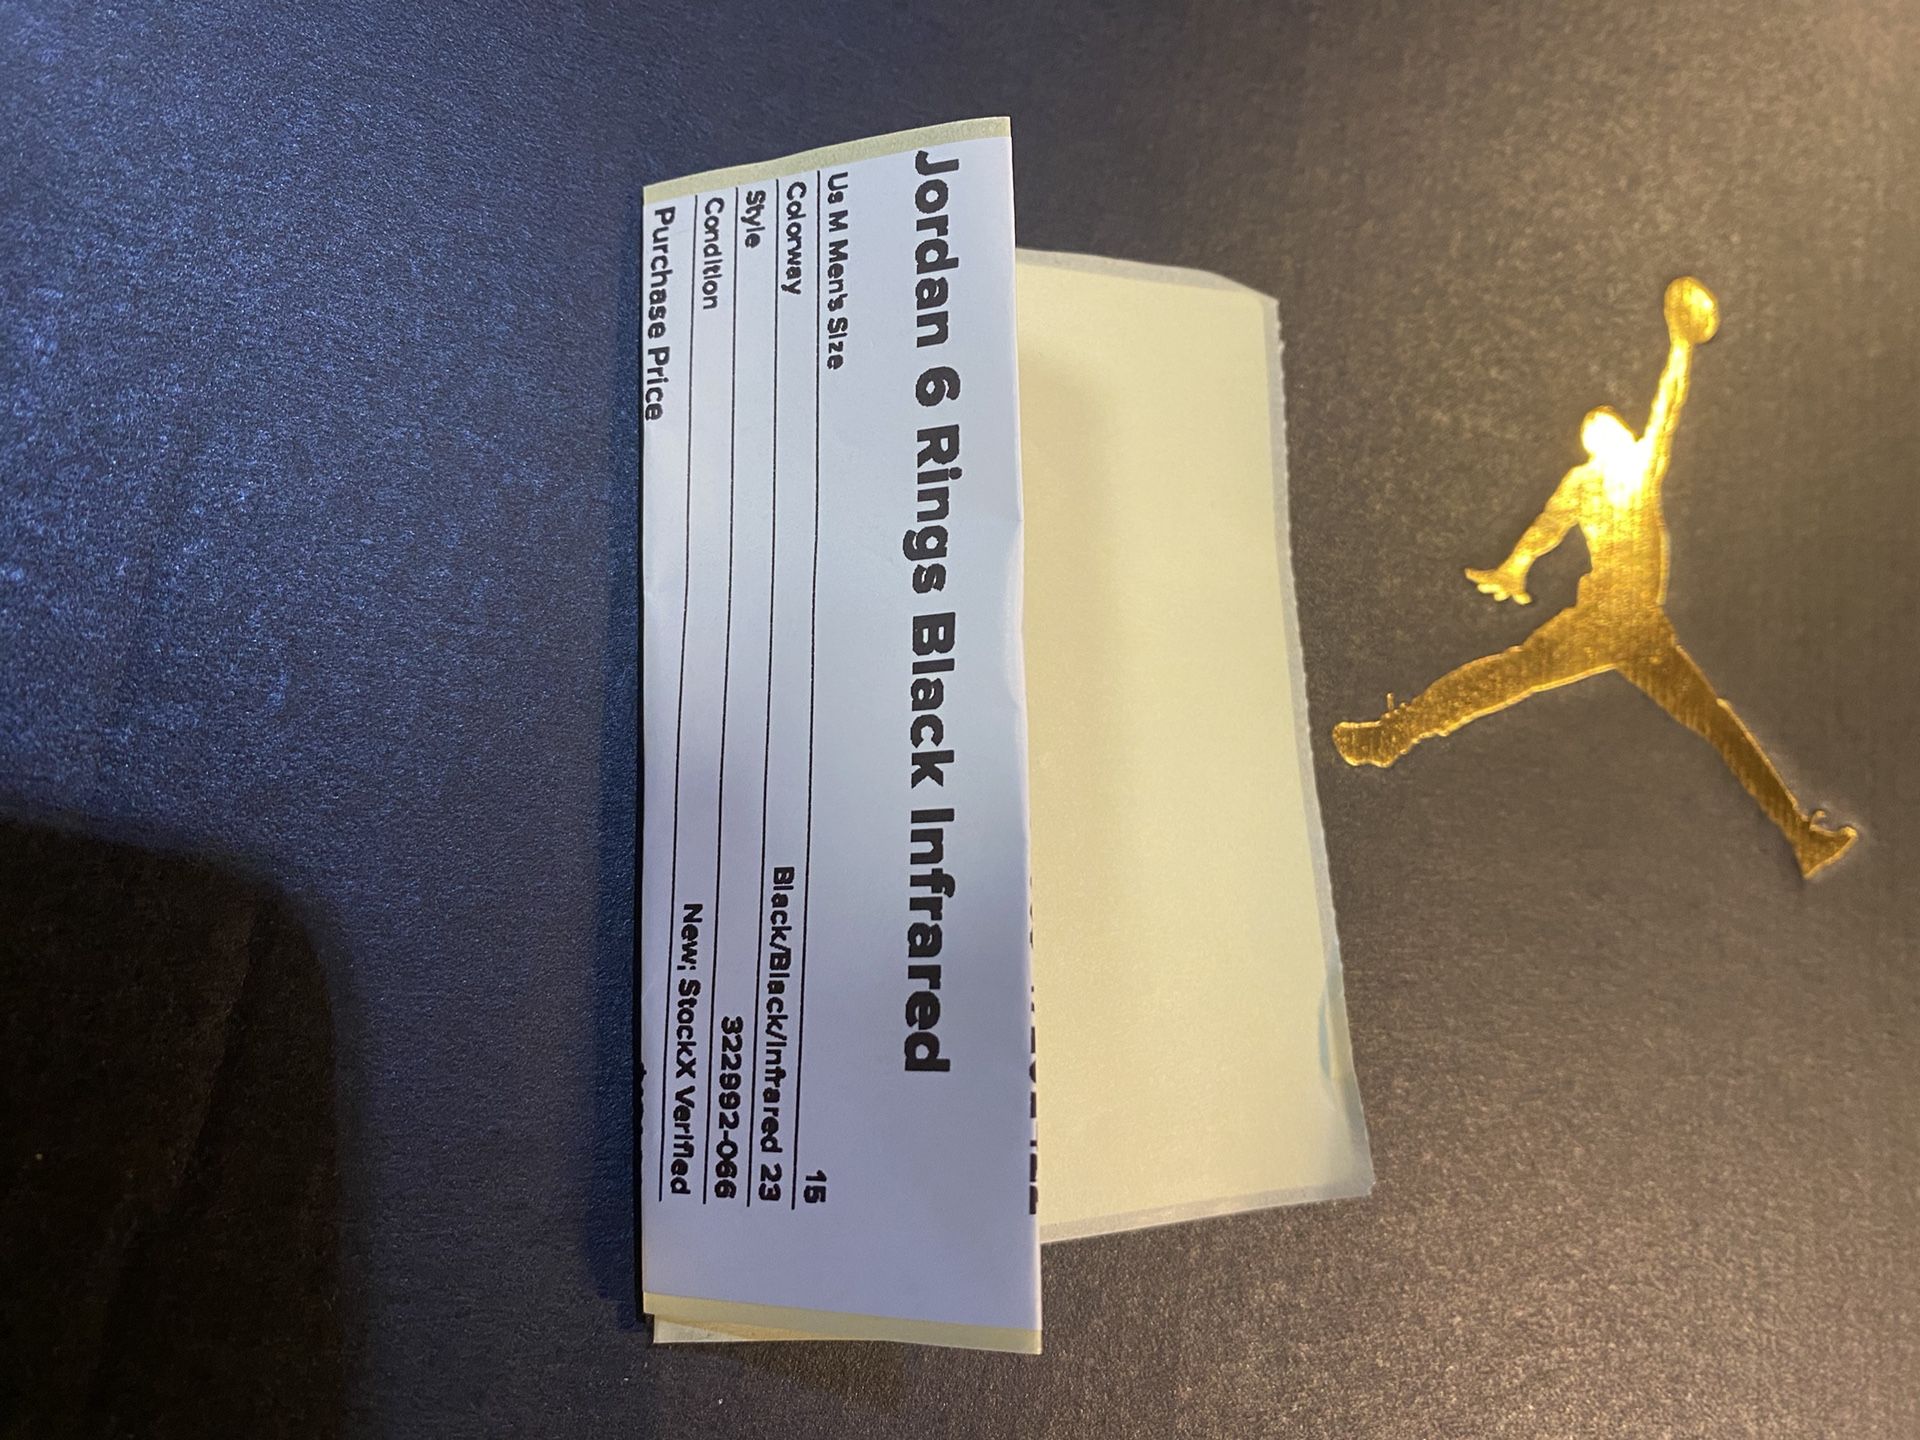 Jordan 6 Rings Black Infrared
Us M Men's Size 15
Colorway Black/Black/Infrared 23
Style 322992-066
Condition New; StockX Verified
Purchase Price